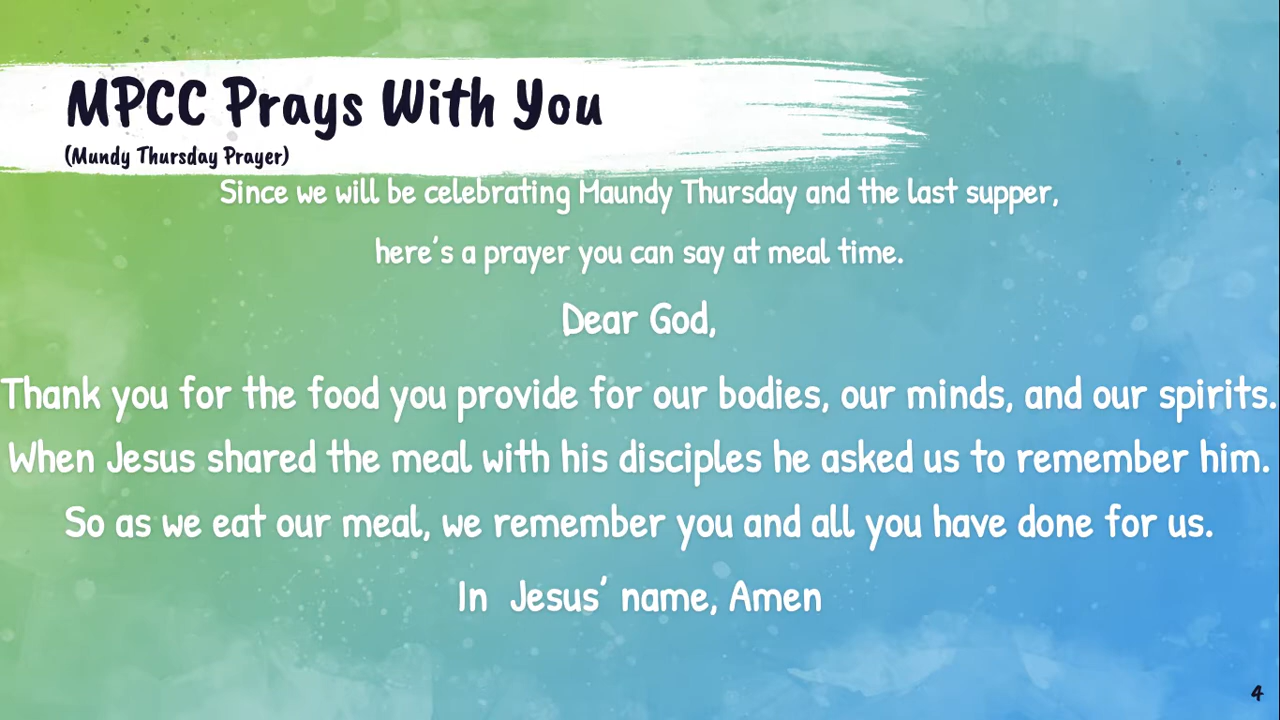 MPCC Prays With You
(Mundy Thursday Prayer)
Since we will be celebrating Maundy Thursday and the last supper,
here's a prayer you can say at meal time.
Dear God,
Thank you for the food you provide for our bodies, our minds, and our spirits.
When Jesus shared the meal with his disciples he asked us to remember him.
So as we eat our meal, we remember you and all you have done for us.
In  Jesus' name, Amen
4